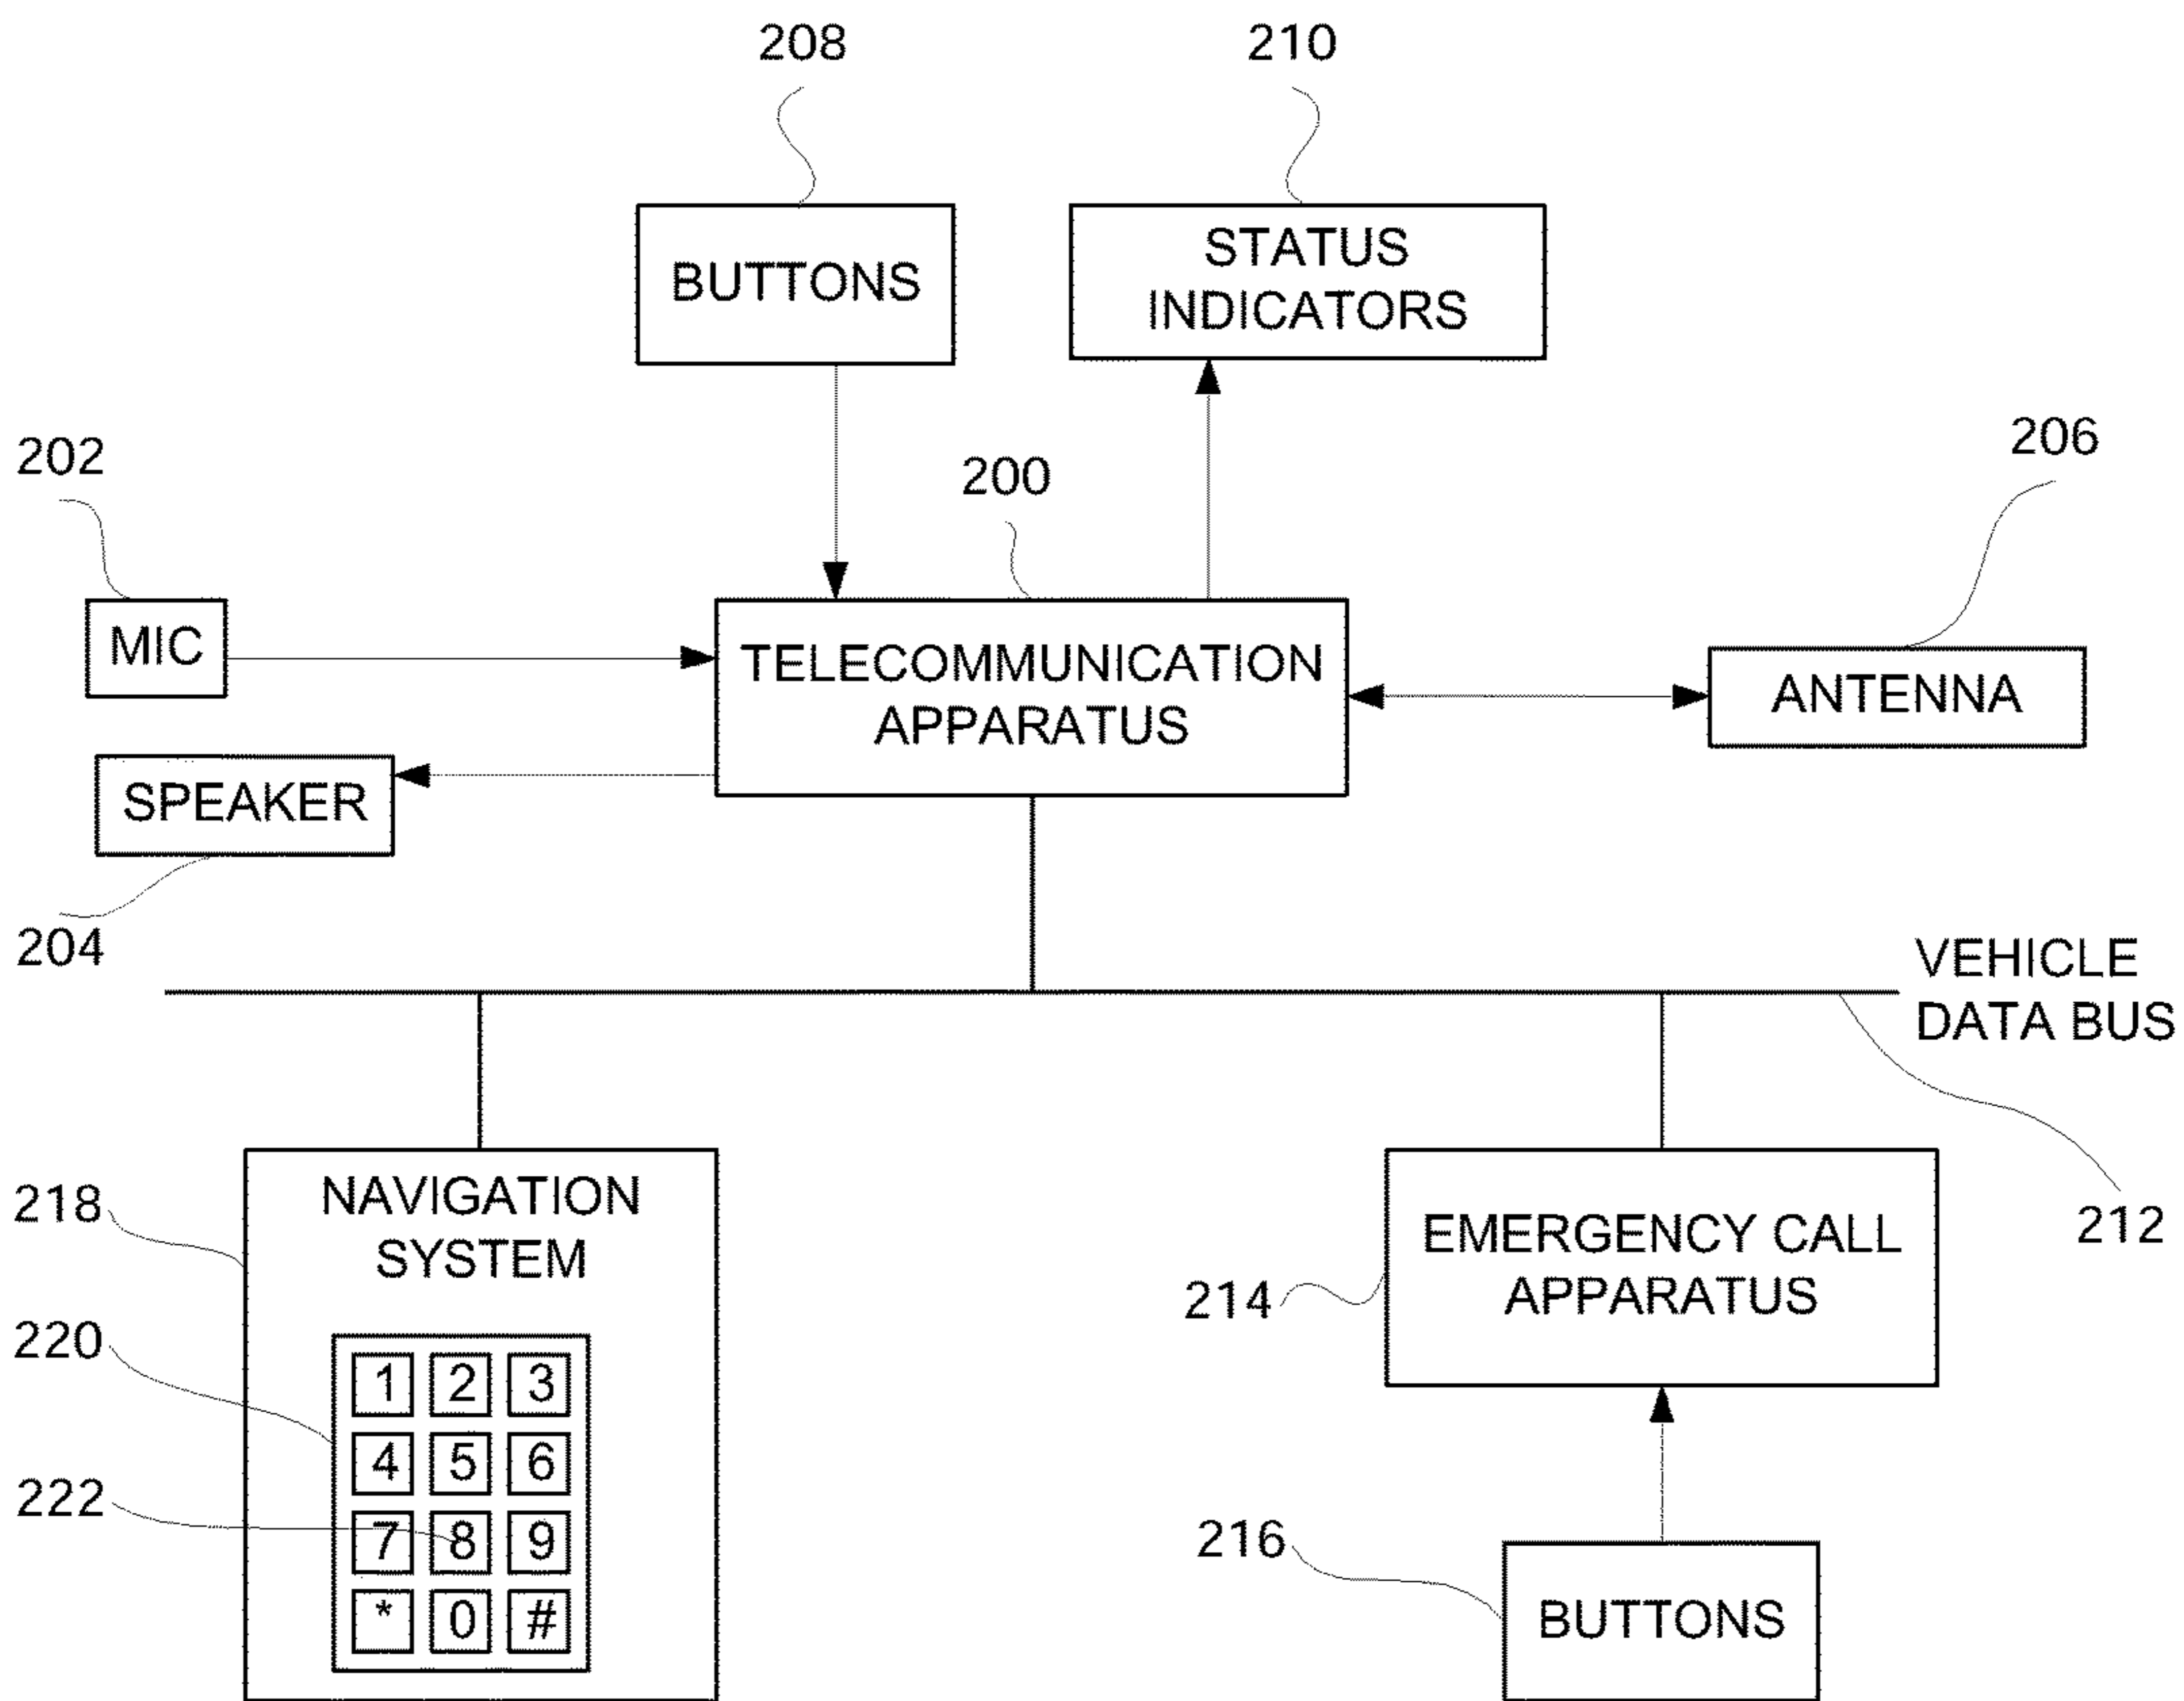 208
210
BUTTONS
STATUS
INDICATORS
202
200
206
MIC
TELECOMMUNICATION
APPARATUS
ANTENNA
SPEAKER
204
VEHICLE
DATA BUS
218
NAVIGATION
SYSTEM
212
214
EMERGENCY CALL
APPARATUS
220
1 2 3
4 5 6
222
7 8 9
* 0 #
216
BUTTONS